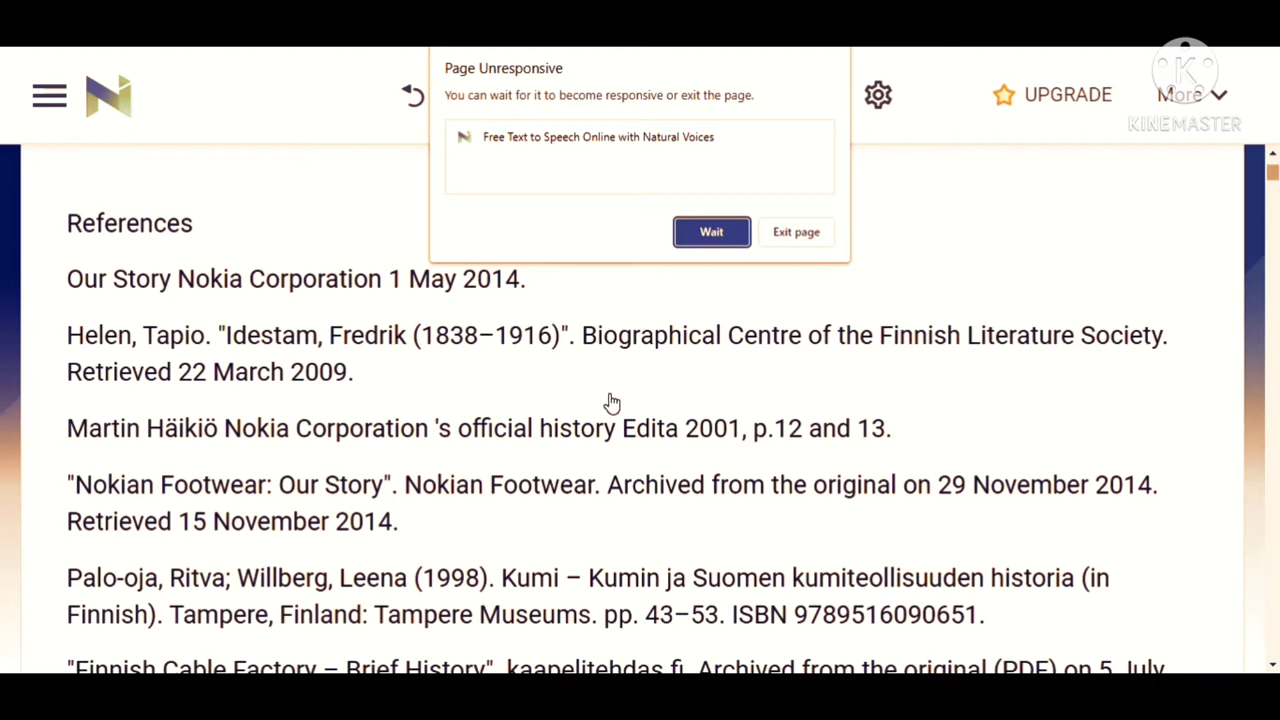 Page Unresponsive
You can wait for it to become responsive or exit the page.
Free Text to Speech Online with Natural Voices
Wait
Exit page
UPGRADE
More
KINEMASTER
References
Our Story Nokia Corporation 1 May 2014.
Helen, Tapio. "Idestam, Fredrik (1838–1916)". Biographical Centre of the Finnish Literature Society.
Retrieved 22 March 2009.
Martin Häikiö Nokia Corporation 's official history Edita 2001, p.12 and 13.
"Nokian Footwear: Our Story". Nokian Footwear. Archived from the original on 29 November 2014.
Retrieved 15 November 2014.
Palo-oja, Ritva; Willberg, Leena (1998). Kumi – Kumin ja Suomen kumiteollisuuden historia (in
Finnish). Tampere, Finland: Tampere Museums. pp. 43–53. ISBN 9789516090651.
"Finnish Cable Factory – Brief History". kaapelitehdas.fi. Archived from the original (PDF) on 5 July